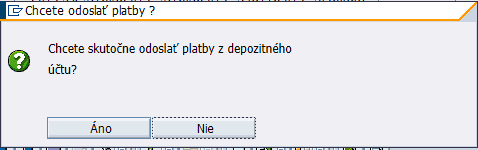 Chcete odoslať platby ?
Chcete skutočne odoslať platby z depozitného
účtu?
Áno
Nie